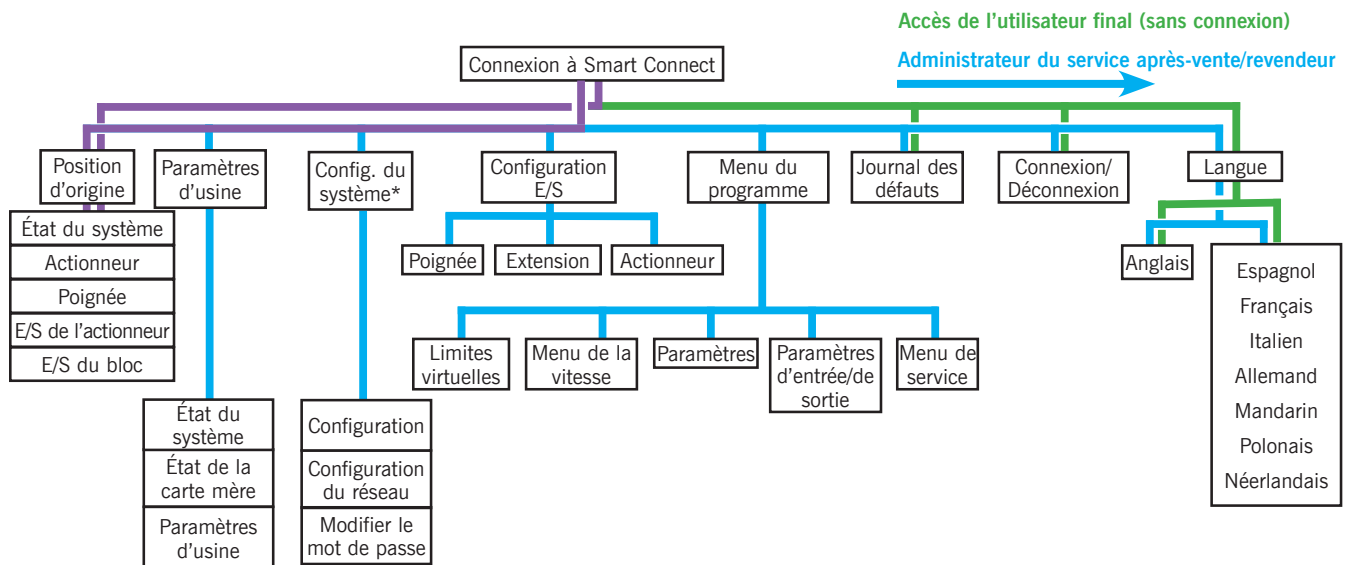 Accès de l'utilisateur final (sans connexion)
Administrateur du service après-vente/revendeur
Connexion à Smart Connect
Position
d'origine
Paramètres
d'usine
Config. du
système*
Configuration
E/S
Menu du
programme
Journal des
défauts
Connexion/
Déconnexion
Langue
État du système
Actionneur
Poignée
E/S de l'actionneur
E/S du bloc
Poignée
Extension
Actionneur
Anglais
Espagnol
Français
Italien
Allemand
Mandarin
Polonais
Néerlandais
Limites
virtuelles
Menu de la
vitesse
Paramètres
Paramètres
d'entrée/de
sortie
Menu de
service
État du
système
État de la
carte mère
Paramètres
d'usine
Configuration
Configuration
du réseau
Modifier le
mot de passe